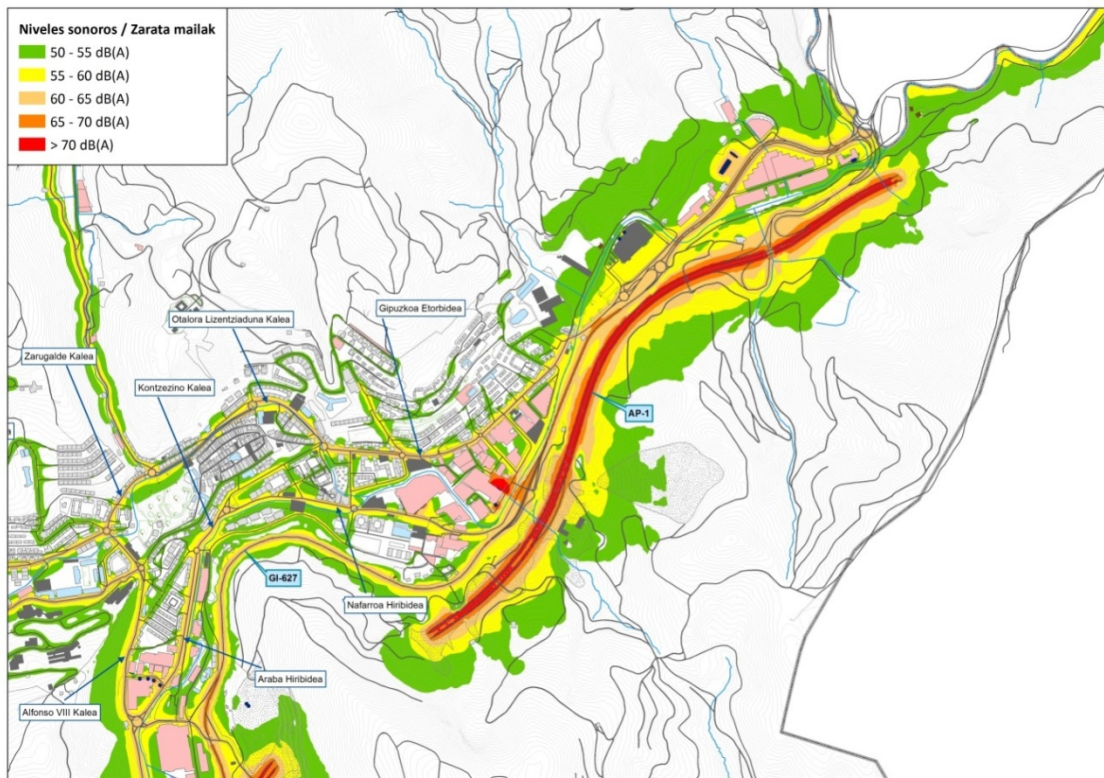 Niveles sonoros / Zarata mailak
50 - 55 dB(A)
55 - 60 dB(A)
60 - 65 dB(A)
65 - 70 dB(A)
> 70 dB(A)
Gipuzkoa Etorbidea
Otalora Lizentziaduna Kalea
Zarugalde Kalea
Kontzezino Kalea
AP-1
GI-627
Nafarroa Hiribidea
Araba Hiribidea
Alfonso VIII Kalea